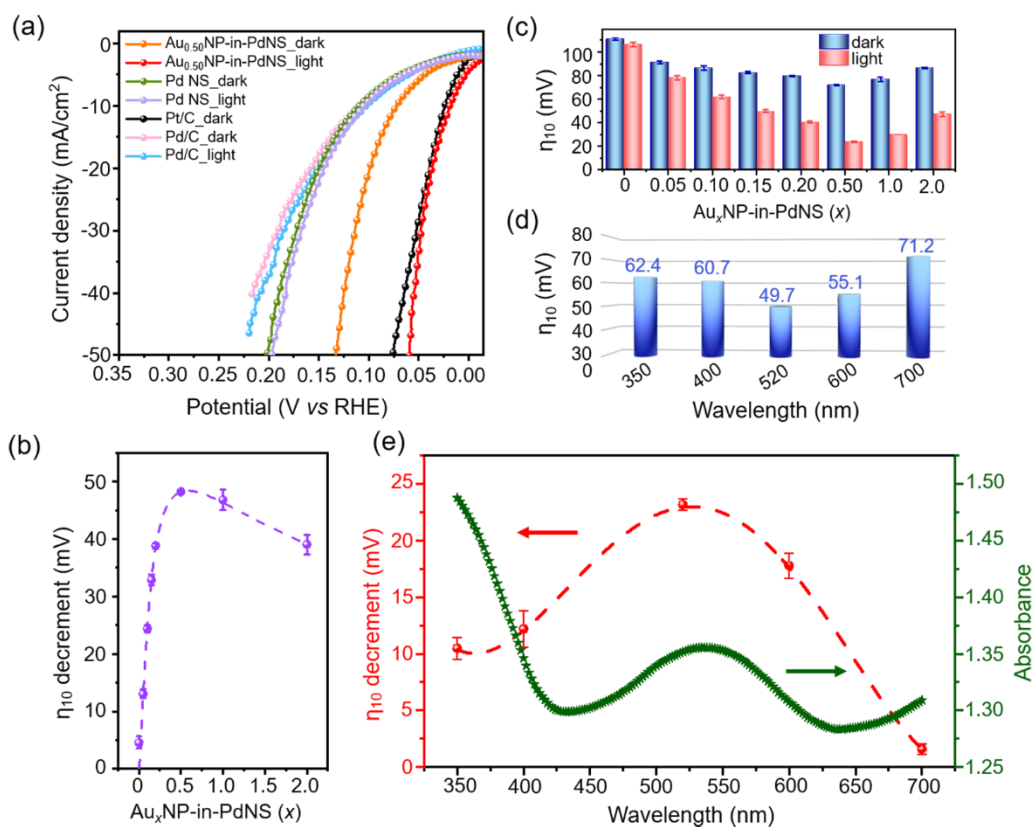 (a)
0
-10
-20
-30
-40
-50
Current density (mA/cm²)
0.35 0.30 0.25 0.20 0.15 0.10 0.05 0.00
Potential (V vs RHE)
Au₀.₅₀NP-in-PdNS_dark
Au₀.₅₀NP-in-PdNS_light
Pd NS_dark
Pd NS_light
Pt/C_dark
Pd/C_dark
Pd/C_light
(c)
dark
light
100
80
60
40
20
0
η₁₀ (mV)
0 0.05 0.10 0.15 0.20 0.50 1.0 2.0
AuₓNP-in-PdNS (x)
(d)
80
70
60
50
40
30
0
η₁₀ (mV)
62.4 60.7 49.7 55.1 71.2
350 400 520 600 700
Wavelength (nm)
(b)
50
40
30
20
10
0
η₁₀ decrement (mV)
0.0 0.5 1.0 1.5 2.0
AuₓNP-in-PdNS (x)
(e)
25
20
15
10
5
0
η₁₀ decrement (mV)
350 400 450 500 550 600 650 700
Wavelength (nm)
1.50
1.45
1.40
1.35
1.30
1.25
Absorbance